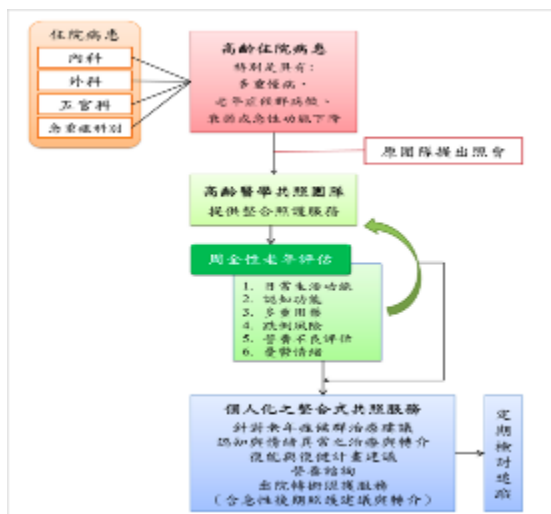 住院病患
內科
外科
五官科
急重症科別
高齡住院病患
特別是具有:
多重慢病、
老年症候群病徵、
衰弱或急性功能下降
原團隊提出照會
高齡醫學共照團隊
提供整合照護服務
周全性老年評估
1. 日常生活功能
2. 認知功能
3. 多重用藥
4. 跌倒風險
5. 營養不良評估
6. 憂鬱情緒
個人化之整合式共照服務
針對老年症候群治療建議
認知與情緒異常之治療與轉介
復能與復健計畫建議
營養諮詢
出院轉銜照護服務
(含急性後期照護建議與轉介)
定期檢討追蹤